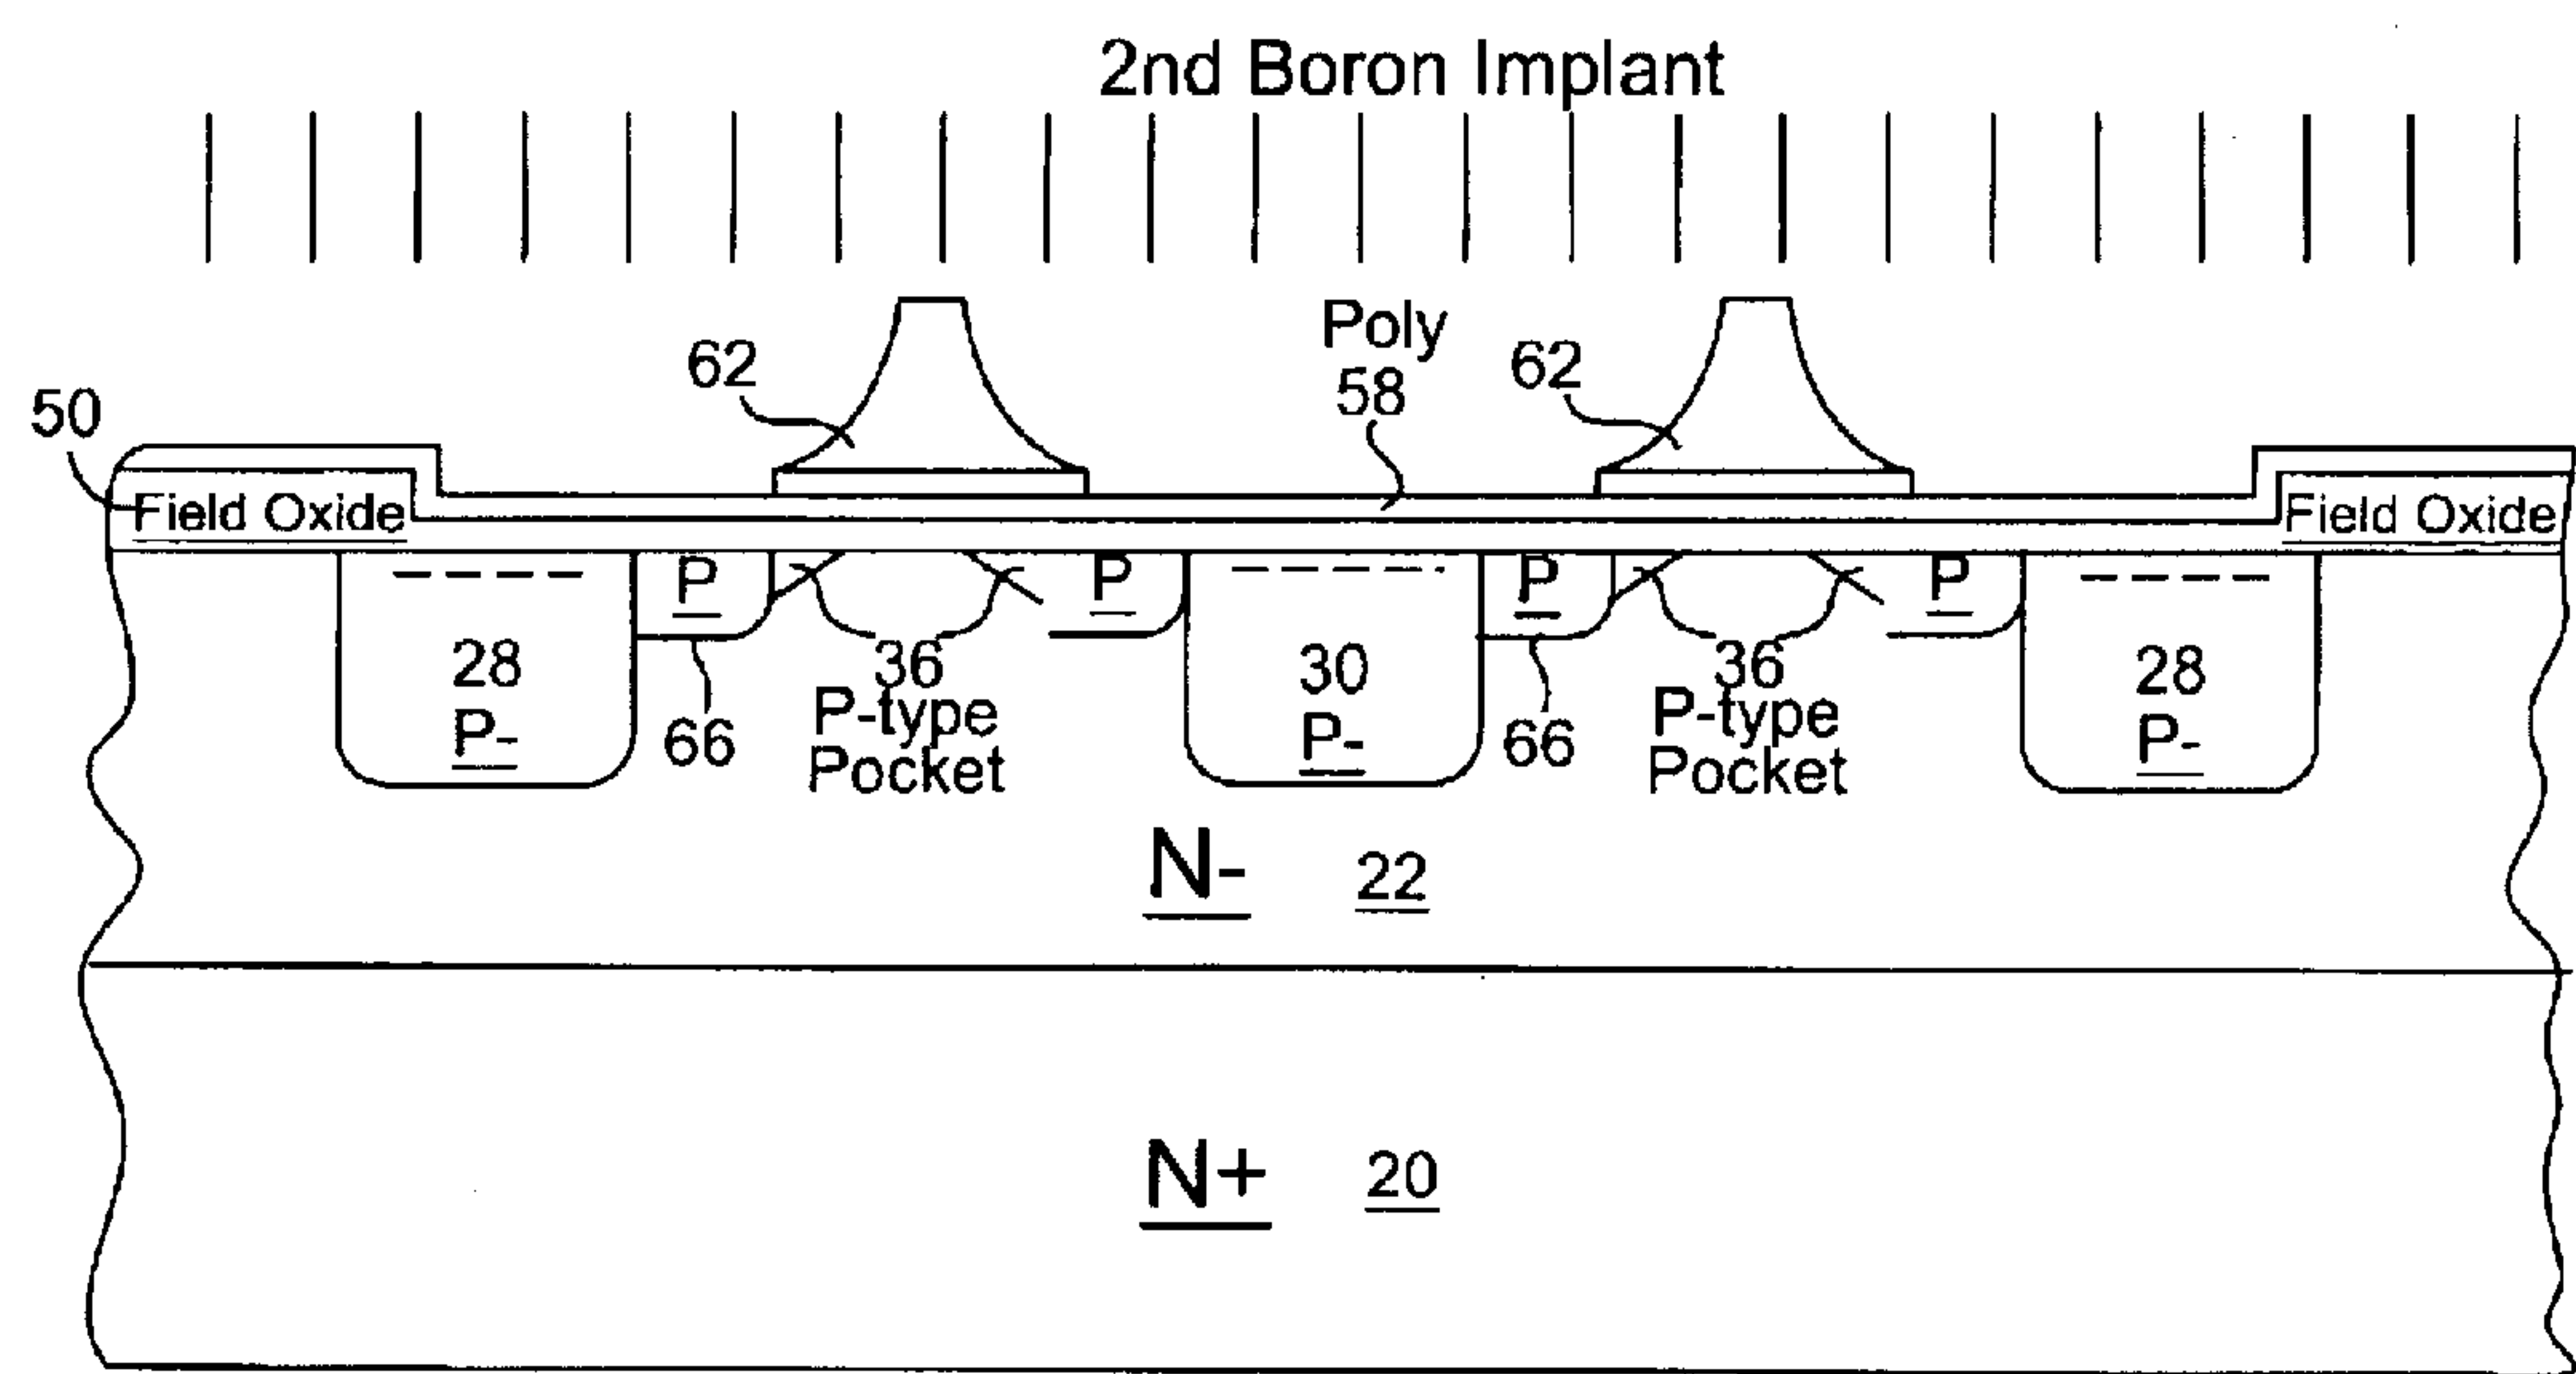 2nd Boron Implant
Poly
58
62
62
50
Field Oxide
Field Oxide
P
P
P
P
28
P-
66
36
P-type
Pocket
30
P-
66
36
P-type
Pocket
28
P-
N- 22
N+ 20